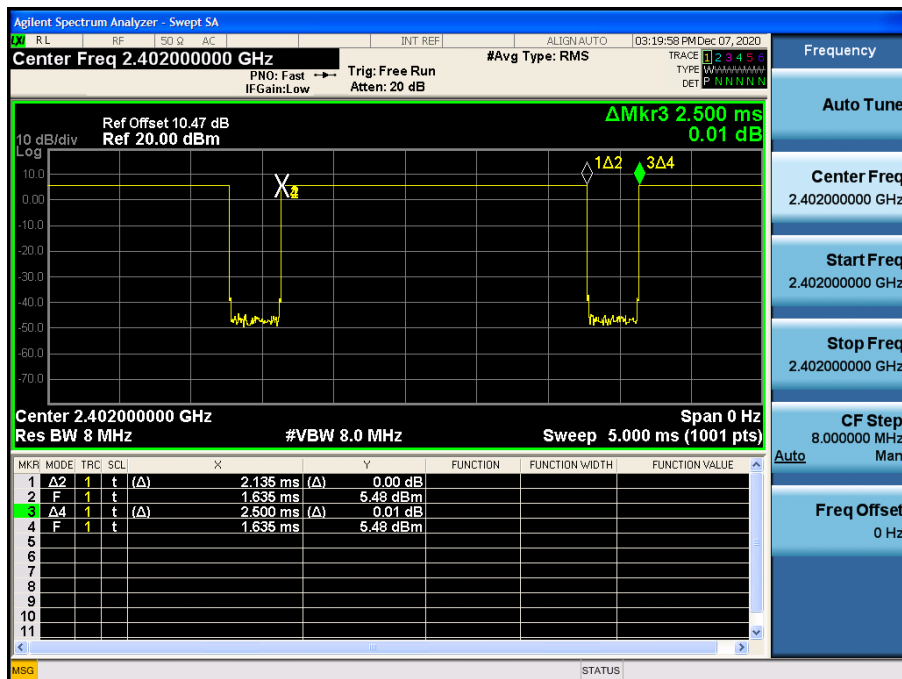 Agilent Spectrum Analyzer - Swept SA
LXI RL RF 50 Ω AC INT REF ALIGN AUTO 03:19:58 PM Dec 07, 2020
Center Freq 2.402000000 GHz
PNO: Fast
IFGain:Low
Trig: Free Run
Atten: 20 dB
#Avg Type: RMS
TRACE 1 2 3 4 5 6
TYPE WWWWWW
DET P N N N N N
Ref Offset 10.47 dB
Ref 20.00 dBm
10 dB/div
Log
ΔMkr3 2.500 ms
0.01 dB
10.0
0.00
-10.0
-20.0
-30.0
-40.0
-50.0
-60.0
-70.0
1Δ2
3Δ4
Center 2.402000000 GHz
Span 0 Hz
Res BW 8 MHz
#VBW 8.0 MHz
Sweep 5.000 ms (1001 pts)
MKR MODE TRC SCL X Y FUNCTION FUNCTION WIDTH FUNCTION VALUE
1 Δ2 1 t (Δ) 2.135 ms (Δ) 0.00 dB
2 F 1 t 1.635 ms 5.48 dBm
3 Δ4 1 t (Δ) 2.500 ms (Δ) 0.01 dB
4 F 1 t 1.635 ms 5.48 dBm
5
6
7
8
9
10
11
MSG
STATUS
Frequency
Auto Tune
Center Freq
2.402000000 GHz
Start Freq
2.402000000 GHz
Stop Freq
2.402000000 GHz
CF Step
8.000000 MHz
Auto Man
Freq Offset
0 Hz